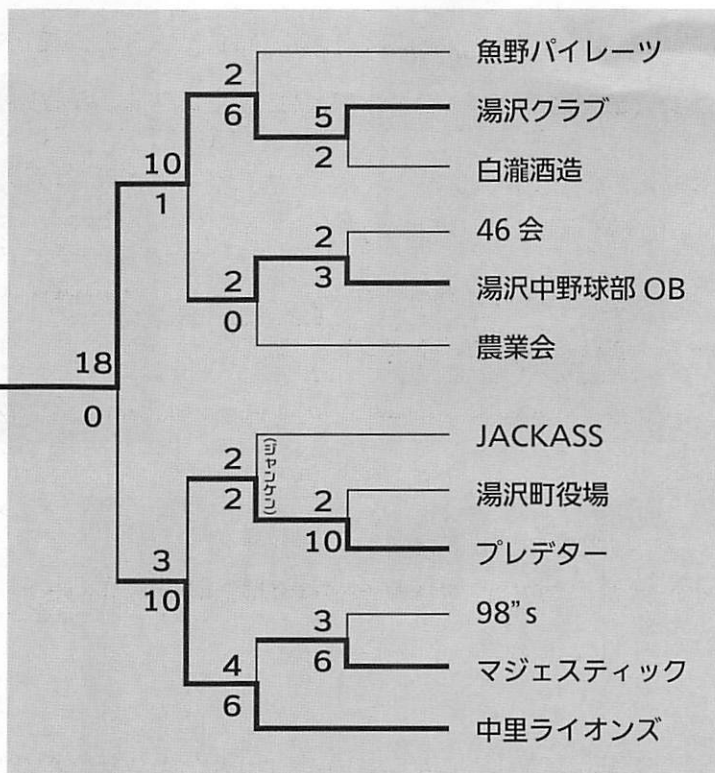 魚野パイレーツ
2
6
5
湯沢クラブ
2
白瀧酒造
10
1
2
46会
3
湯沢中野球部OB
2
0
農業会
18
0
JACKASS
(ジャンケン)
2
2
2
湯沢町役場
10
プレデター
3
10
3
98”s
6
マジェスティック
4
6
中里ライオンズ